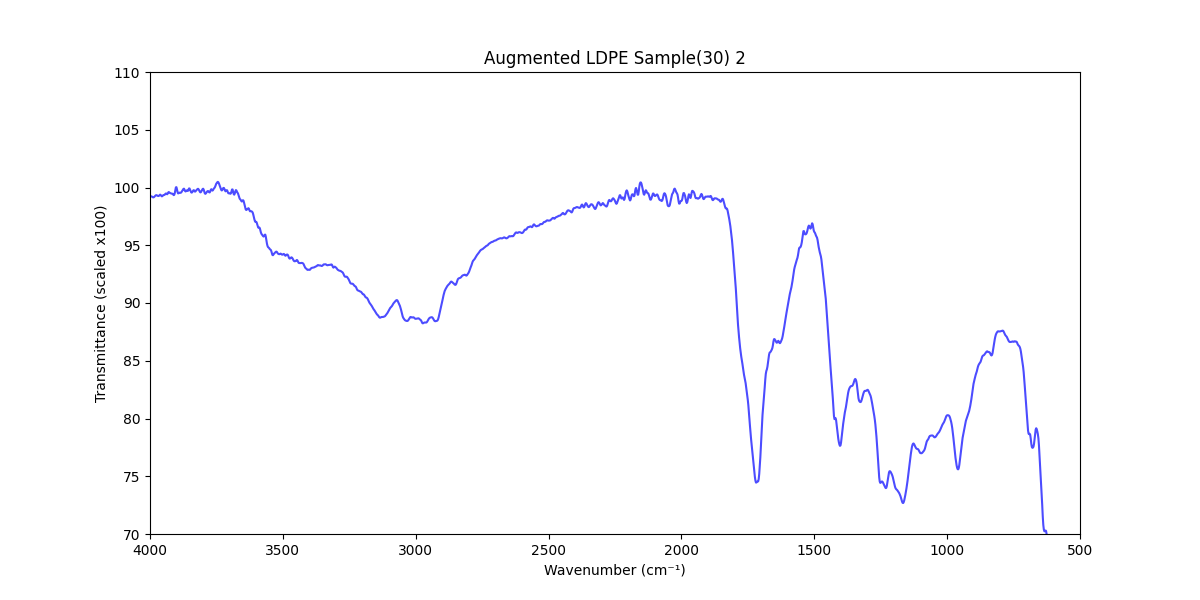 Augmented LDPE Sample(30) 2
110
105
100
95
90
85
80
75
70
Transmittance (scaled x100)
4000 3500 3000 2500 2000 1500 1000 500
Wavenumber (cm⁻¹)